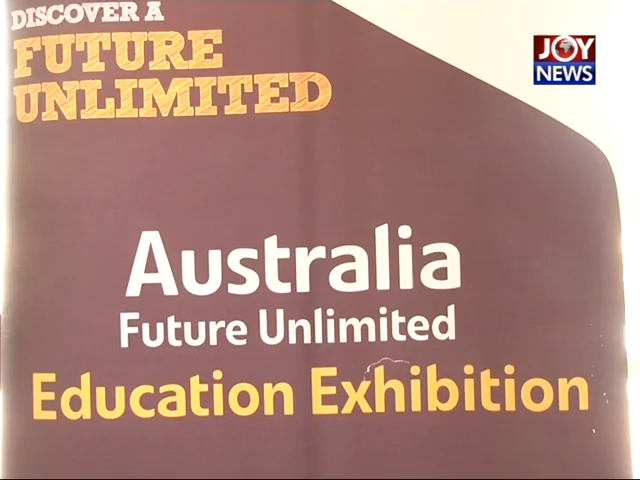 DISCOVER A
FUTURE
UNLIMITED
JOY
NEWS
Australia
Future Unlimited
Education Exhibition